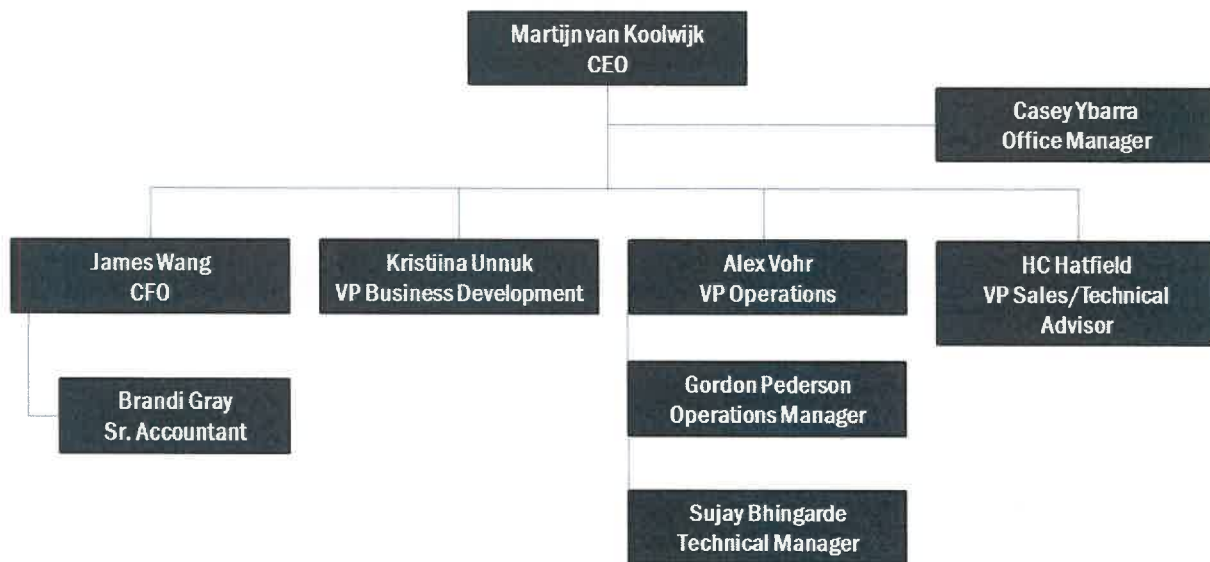 Martijn van Koolwijk
CEO
Casey Ybarra
Office Manager
James Wang
CFO
Kristiina Unnuk
VP Business Development
Alex Vohr
VP Operations
HC Hatfield
VP Sales/Technical
Advisor
Brandi Gray
Sr. Accountant
Gordon Pederson
Operations Manager
Sujay Bhingarde
Technical Manager